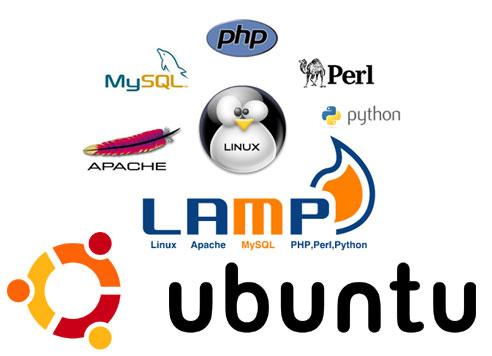 php
MySQL
Perl
python
LINUX
APACHE
LAMP
Linux Apache MySQL PHP,Perl,Python
ubuntu